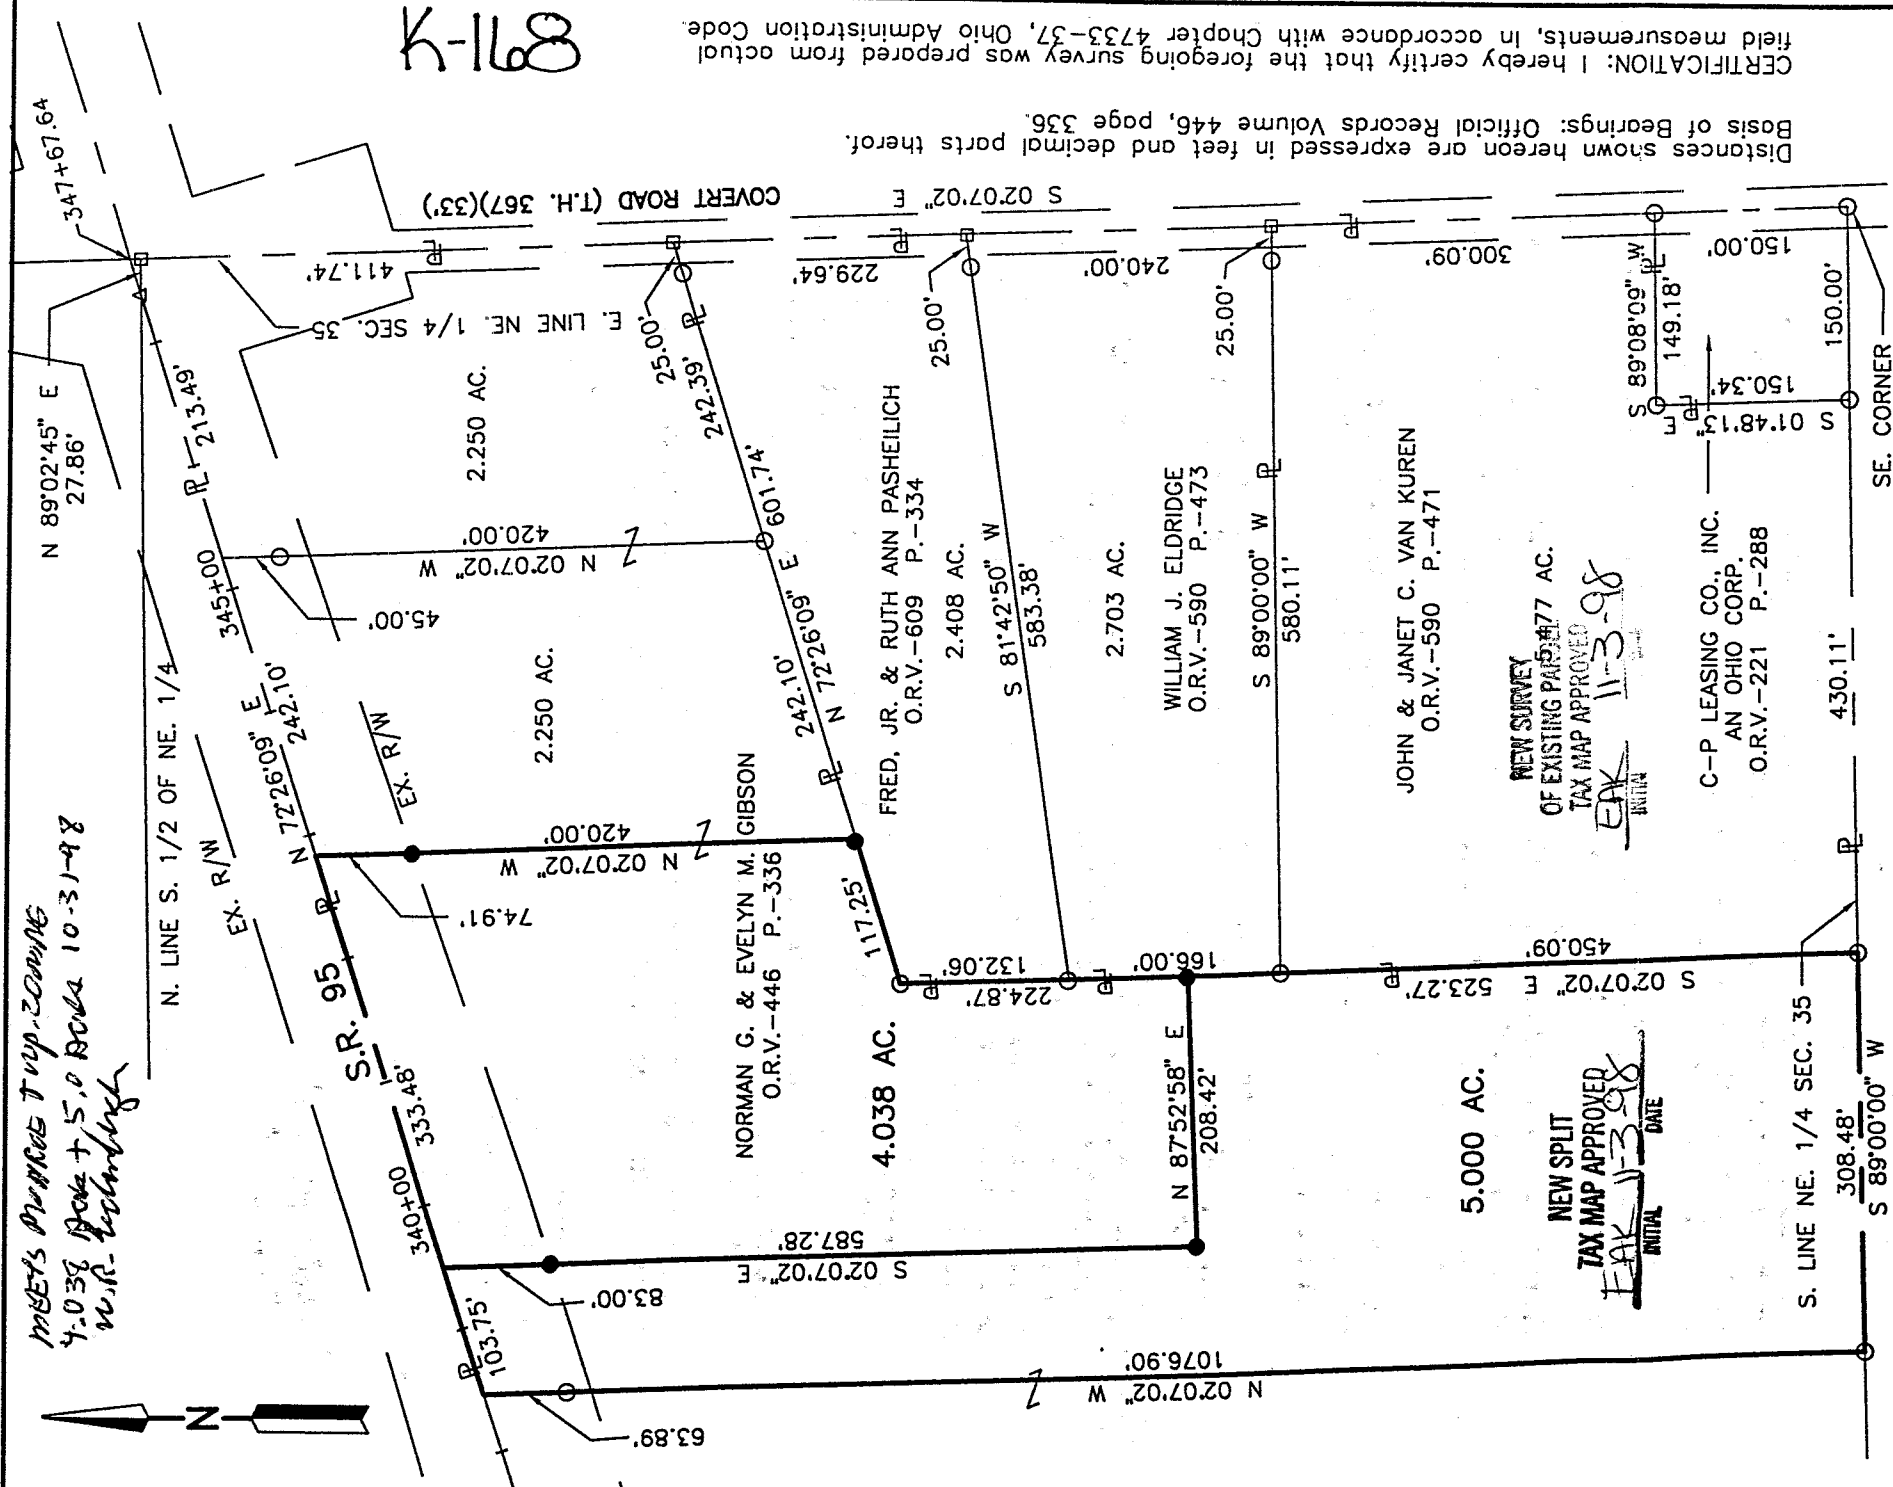 K-168
CERTIFICATION: I hereby certify that the foregoing survey was prepared from actual
field measurements, In accordance with Chapter 4733-37, Ohio Administration Code
Distances shown hereon are expressed in feet and decimal parts therof.
Basis of Bearings: Official Records Volume 446, page 336.
347+67.64
N 89°02'45" E
27.86'
COVERT ROAD (T.H. 367)(33')
S 02°07'02" E
411.74'
229.64'
240.00'
300.09'
150.00'
E. LINE NE. 1/4 SEC. 35
25.00'
25.00'
25.00'
213.49'
2.250 AC.
242.39'
601.74'
345+00
N 02°07'02" W
420.00'
45.00'
N. LINE S. 1/2 OF NE. 1/4
N 72°26'09" E
242.10'
EX. R/W
EX. R/W
2.250 AC.
242.10'
N 72°26'09" E
FRED, JR. & RUTH ANN PASHEILICH
O.R.V.-609 P.-334
2.408 AC.
S 81°42'50" W
583.38'
2.703 AC.
WILLIAM J. ELDRIDGE
O.R.V.-590 P.-473
S 89°00'00" W
580.11'
JOHN & JANET C. VAN KUREN
O.R.V.-590 P.-471
5.477 AC.
NEW SURVEY
OF EXISTING PARCEL
TAX MAP APPROVED
EAK 11-3-98
INITIAL
S 89°08'09" W
149.18'
150.34'
S 01°48'13" E
150.00'
SE. CORNER
C-P LEASING CO., INC.
AN OHIO CORP.
O.R.V.-221 P.-288
430.11'
N 02°07'02" W
420.00'
74.91'
117.25'
NORMAN G. & EVELYN M. GIBSON
O.R.V.-446 P.-336
4.038 AC.
132.06'
224.87'
166.00'
450.09'
523.27'
S 02°07'02" E
S.R. 95
333.48'
340+00
N 87°52'58" E
208.42'
587.28'
S 02°07'02" E
83.00'
5.000 AC.
NEW SPLIT
TAX MAP APPROVED
EAK 11-3-98
INITIAL DATE
S. LINE NE. 1/4 SEC. 35
308.48'
S 89°00'00" W
103.75'
1076.90'
N 02°07'02" W
63.89'
N
4.038 Acre + 5.0 Acre 10-31-98